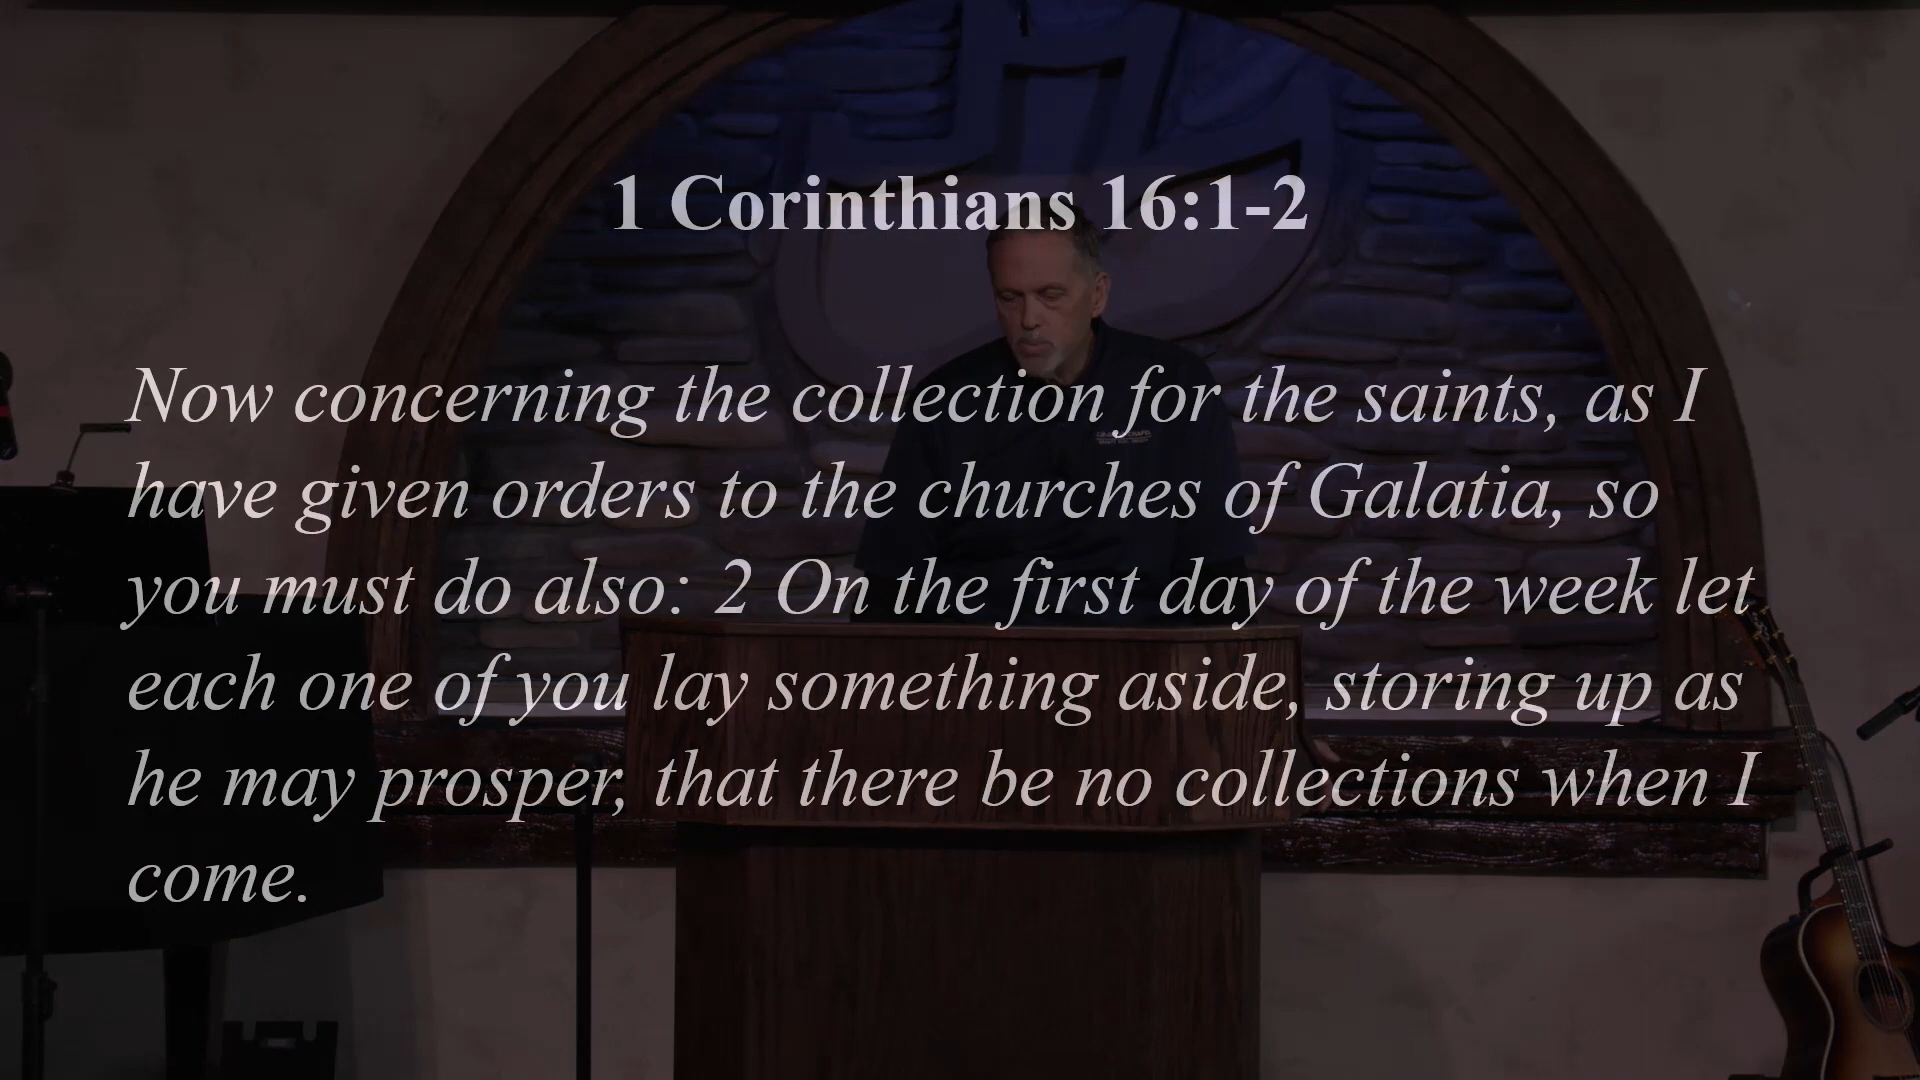 1 Corinthians 16:1-2
Now concerning the collection for the saints, as I
have given orders to the churches of Galatia, so
you must do also: 2 On the first day of the week let
each one of you lay something aside, storing up as
he may prosper, that there be no collections when I
come.